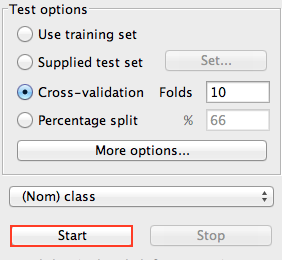 Test options
Use training set
Supplied test set Set...
Cross-validation Folds 10
Percentage split % 66
More options...
(Nom) class
Start Stop